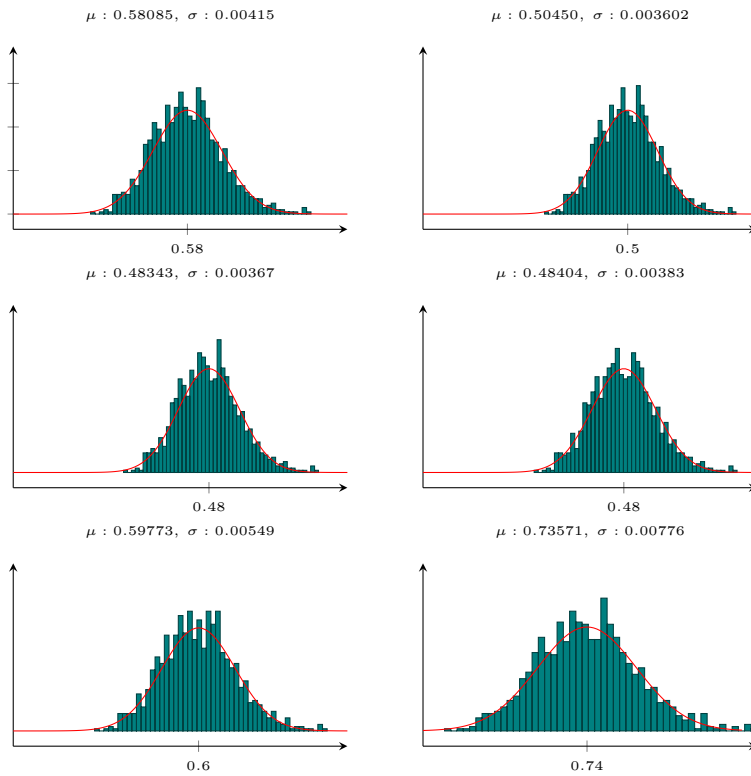 μ : 0.58085, σ : 0.00415
μ : 0.50450, σ : 0.003602
0.58
0.5
μ : 0.48343, σ : 0.00367
μ : 0.48404, σ : 0.00383
0.48
0.48
μ : 0.59773, σ : 0.00549
μ : 0.73571, σ : 0.00776
0.6
0.74